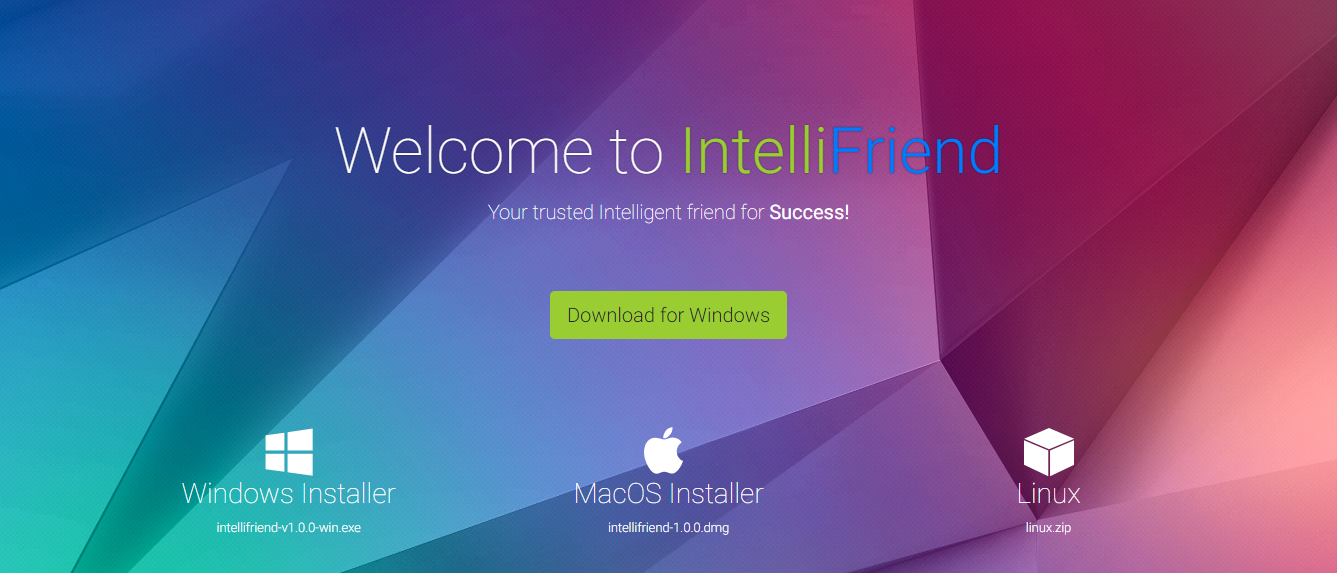 Welcome to IntelliFriend
Your trusted Intelligent friend for Success!
Download for Windows
Windows Installer
intellifriend-v1.0.0-win.exe
MacOS Installer
intellifriend-1.0.0.dmg
Linux
linux.zip